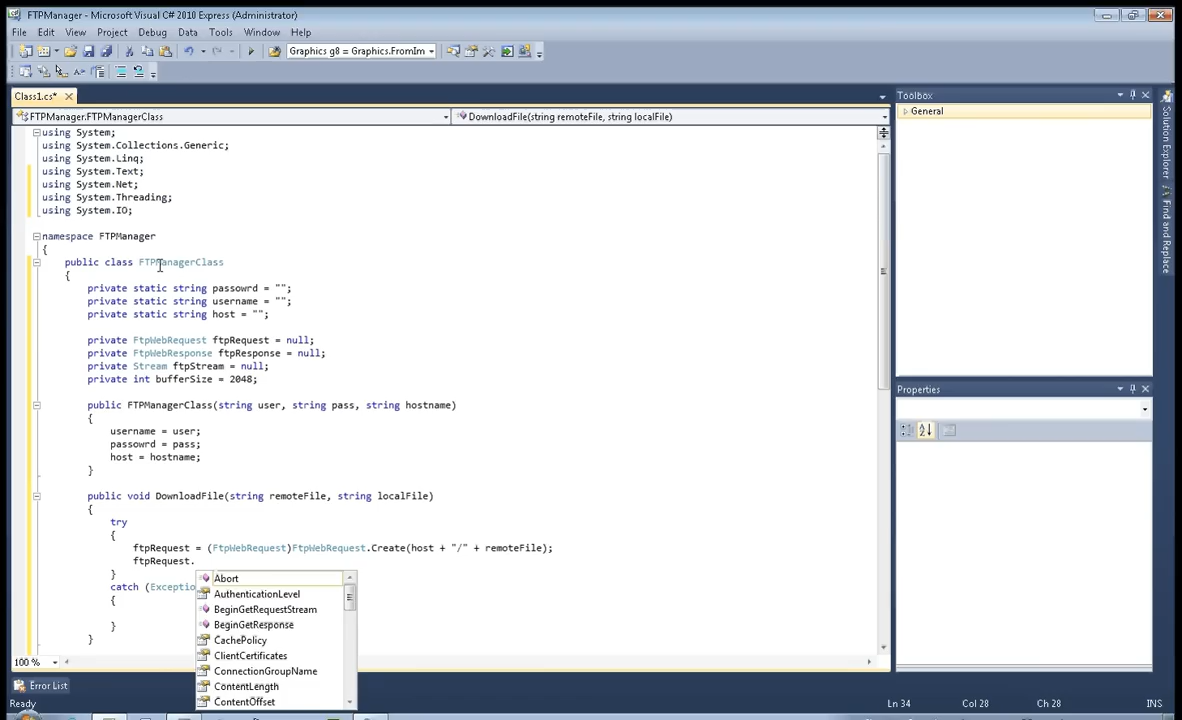 FTPManager - Microsoft Visual C# 2010 Express (Administrator)
File Edit View Project Debug Data Tools Window Help
Graphics g8 = Graphics.FromIm
Class1.cs*
FTPManager.FTPManagerClass
DownloadFile(string remoteFile, string localFile)
using System;
using System.Collections.Generic;
using System.Linq;
using System.Text;
using System.Net;
using System.Threading;
using System.IO;
namespace FTPManager
{
public class FTPManagerClass
{
private static string passowrd = "";
private static string username = "";
private static string host = "";
private FtpWebRequest ftpRequest = null;
private FtpWebResponse ftpResponse = null;
private Stream ftpStream = null;
private int bufferSize = 2048;
public FTPManagerClass(string user, string pass, string hostname)
{
username = user;
passowrd = pass;
host = hostname;
}
public void DownloadFile(string remoteFile, string localFile)
{
try
{
ftpRequest = (FtpWebRequest)FtpWebRequest.Create(host + "/" + remoteFile);
ftpRequest.
}
catch (Exceptio
{
}
}
Abort
AuthenticationLevel
BeginGetRequestStream
BeginGetResponse
CachePolicy
ClientCertificates
ConnectionGroupName
ContentLength
ContentOffset
100 %
Error List
Ready
Ln 34
Col 28
Ch 28
INS
Toolbox
General
Properties
Solution Explorer
Find and Replace